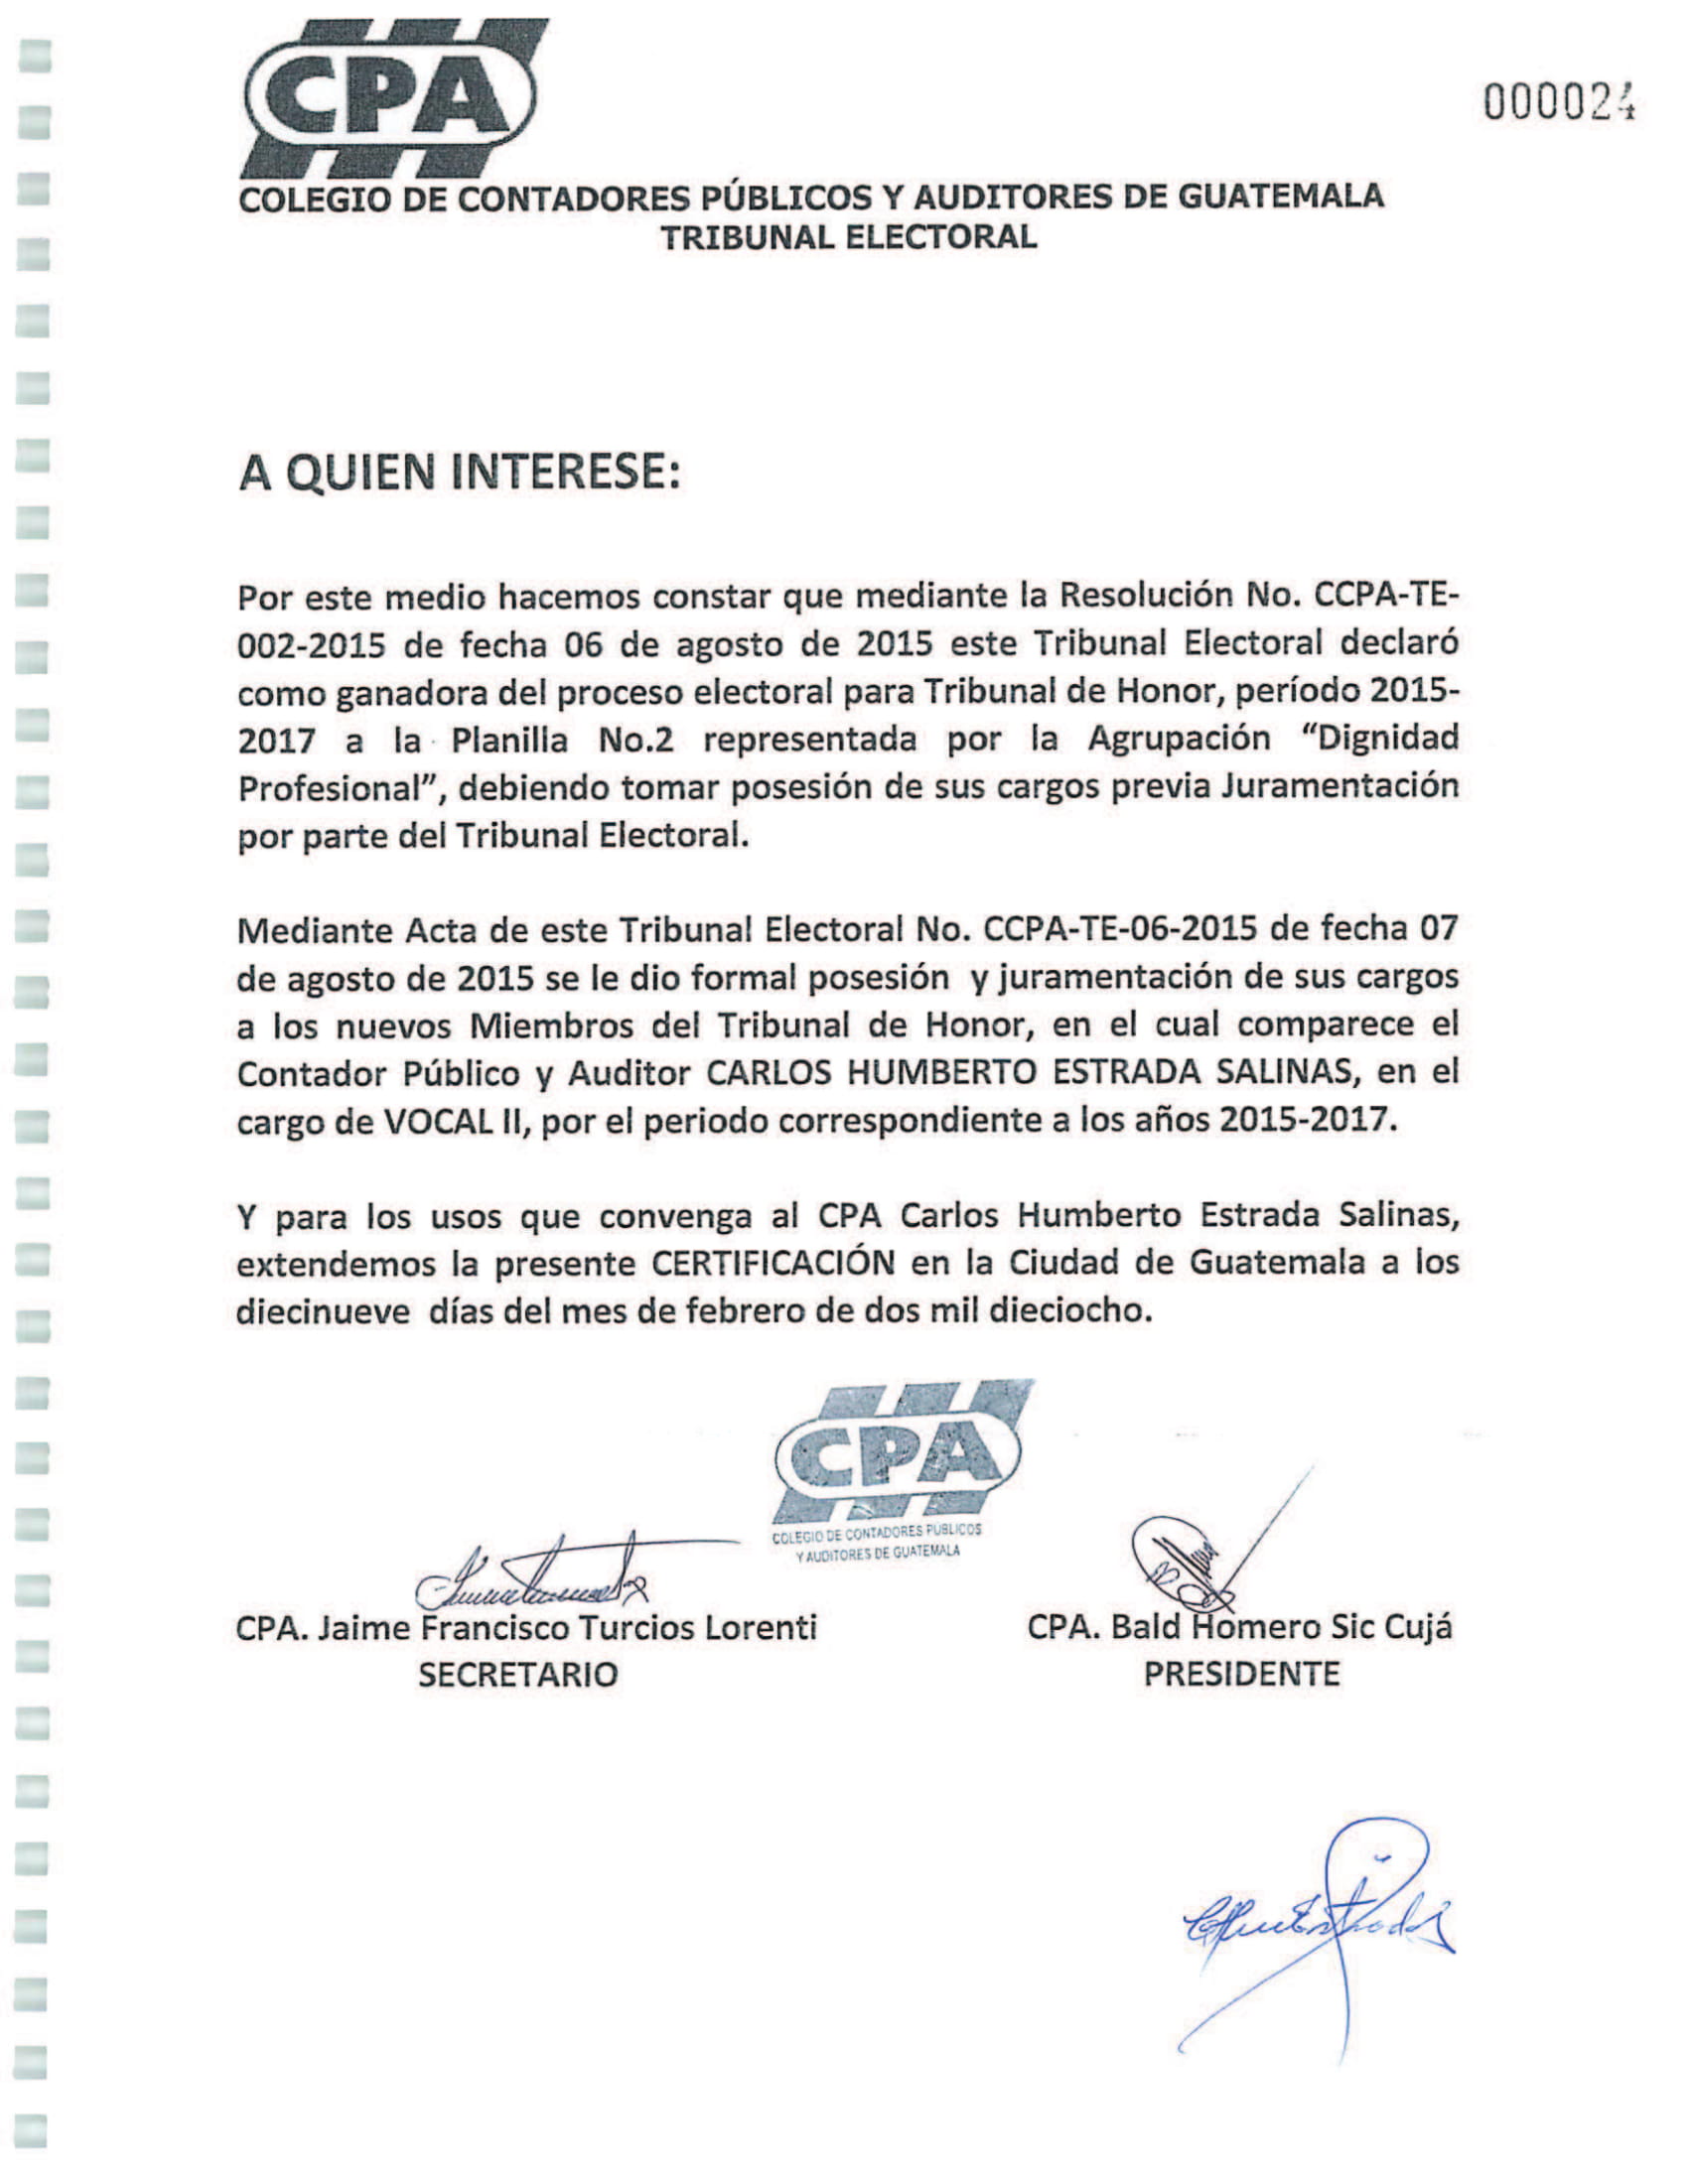 CPA
000024
COLEGIO DE CONTADORES PÚBLICOS Y AUDITORES DE GUATEMALA
TRIBUNAL ELECTORAL
A QUIEN INTERESE:
Por este medio hacemos constar que mediante la Resolución No. CCPA-TE-
002-2015 de fecha 06 de agosto de 2015 este Tribunal Electoral declaró
como ganadora del proceso electoral para Tribunal de Honor, período 2015-
2017 a la Planilla No.2 representada por la Agrupación “Dignidad
Profesional”, debiendo tomar posesión de sus cargos previa Juramentación
por parte del Tribunal Electoral.
Mediante Acta de este Tribunal Electoral No. CCPA-TE-06-2015 de fecha 07
de agosto de 2015 se le dio formal posesión y juramentación de sus cargos
a los nuevos Miembros del Tribunal de Honor, en el cual comparece el
Contador Público y Auditor CARLOS HUMBERTO ESTRADA SALINAS, en el
cargo de VOCAL II, por el periodo correspondiente a los años 2015-2017.
Y para los usos que convenga al CPA Carlos Humberto Estrada Salinas,
extendemos la presente CERTIFICACIÓN en la Ciudad de Guatemala a los
diecinueve días del mes de febrero de dos mil dieciocho.
CPA
COLEGIO DE CONTADORES PUBLICOS
Y AUDITORES DE GUATEMALA
CPA. Jaime Francisco Turcios Lorenti
SECRETARIO
CPA. Bald Homero Sic Cujá
PRESIDENTE